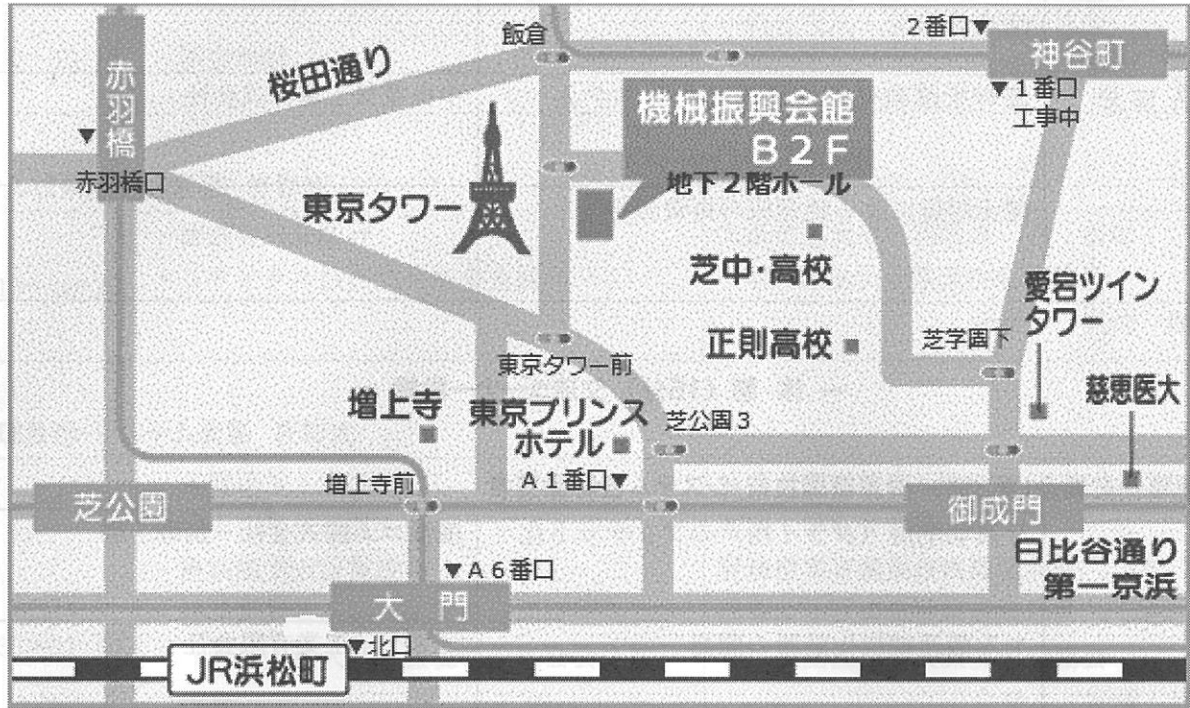 飯倉
2番口▼
神谷町
▼1番口
工事中
赤羽橋
▼
赤羽橋口
桜田通り
機械振興会館
B2F
地下2階ホール
東京タワー
芝中・高校
愛宕ツイン
タワー
正則高校
芝学園下
東京タワー前
慈恵医大
増上寺
東京プリンス
ホテル
芝公園3
増上寺前
A1番口▼
芝公園
御成門
日比谷通り
第一京浜
▼A6番口
大門
▼北口
JR浜松町